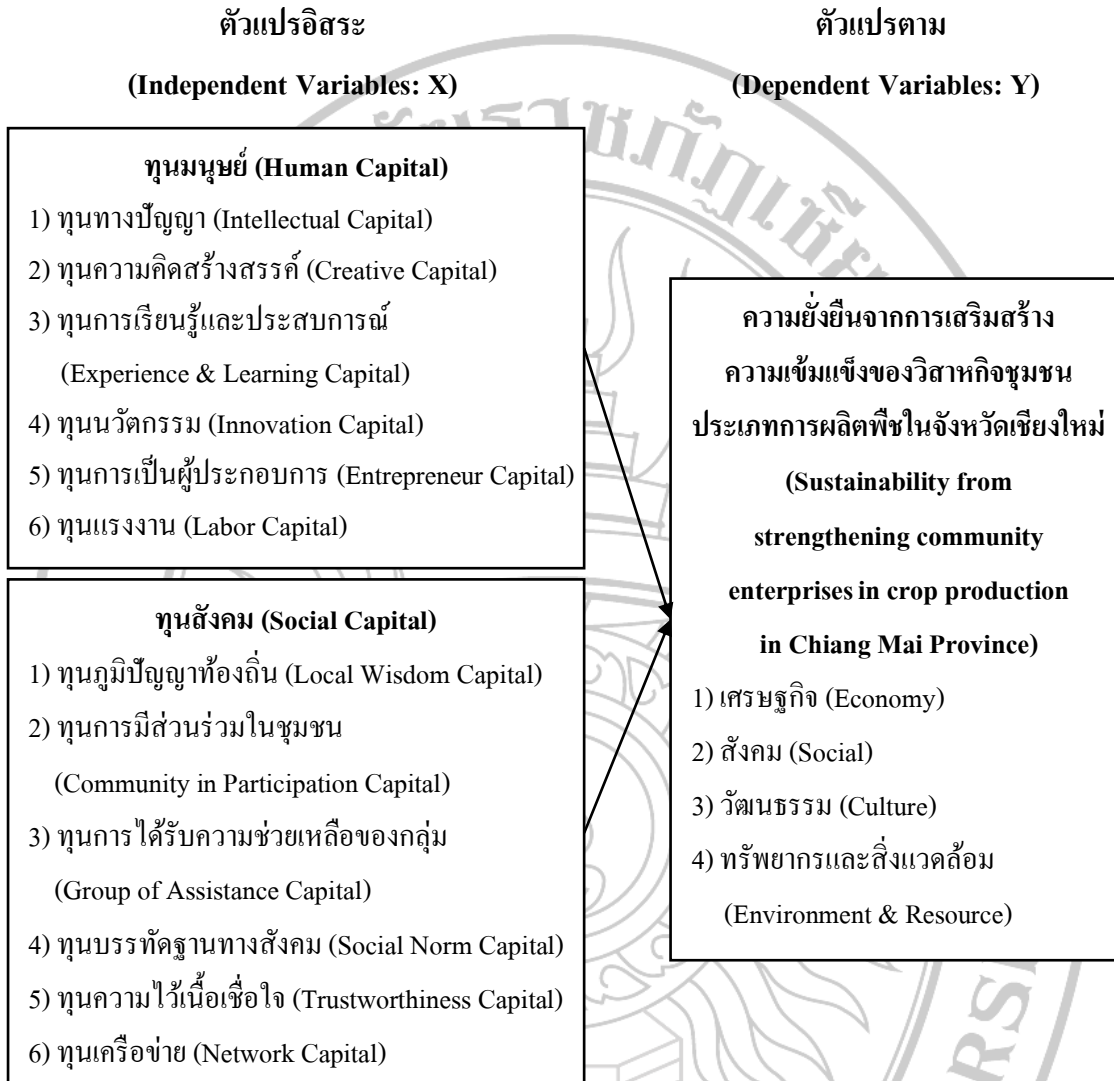 ตัวแปรอิสระ
(Independent Variables: X)
ทุนมนุษย์ (Human Capital)
1) ทุนทางปัญญา (Intellectual Capital)
2) ทุนความคิดสร้างสรรค์ (Creative Capital)
3) ทุนการเรียนรู้และประสบการณ์
(Experience & Learning Capital)
4) ทุนนวัตกรรม (Innovation Capital)
5) ทุนการเป็นผู้ประกอบการ (Entrepreneur Capital)
6) ทุนแรงงาน (Labor Capital)
ทุนสังคม (Social Capital)
1) ทุนภูมิปัญญาท้องถิ่น (Local Wisdom Capital)
2) ทุนการมีส่วนร่วมในชุมชน
(Community in Participation Capital)
3) ทุนการได้รับความช่วยเหลือของกลุ่ม
(Group of Assistance Capital)
4) ทุนบรรทัดฐานทางสังคม (Social Norm Capital)
5) ทุนความไว้เนื้อเชื่อใจ (Trustworthiness Capital)
6) ทุนเครือข่าย (Network Capital)
ตัวแปรตาม
(Dependent Variables: Y)
ความยั่งยืนจากการเสริมสร้าง
ความเข้มแข็งของวิสาหกิจชุมชน
ประเภทการผลิตพืชในจังหวัดเชียงใหม่
(Sustainability from
strengthening community
enterprises in crop production
in Chiang Mai Province)
1) เศรษฐกิจ (Economy)
2) สังคม (Social)
3) วัฒนธรรม (Culture)
4) ทรัพยากรและสิ่งแวดล้อม
(Environment & Resource)